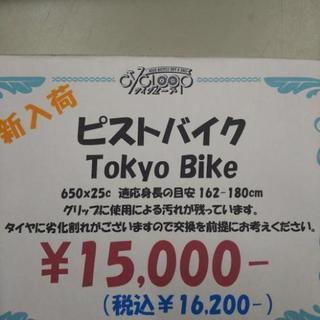 cycloop
サイクループ
新入荷
ピストバイク
Tokyo Bike
650x25c 適応身長の目安 162-180cm
グリップに使用による汚れが残っています。
タイヤに劣化割れがございますので交換を前提にお考えください。
¥15,000-
(税込¥16,200-)